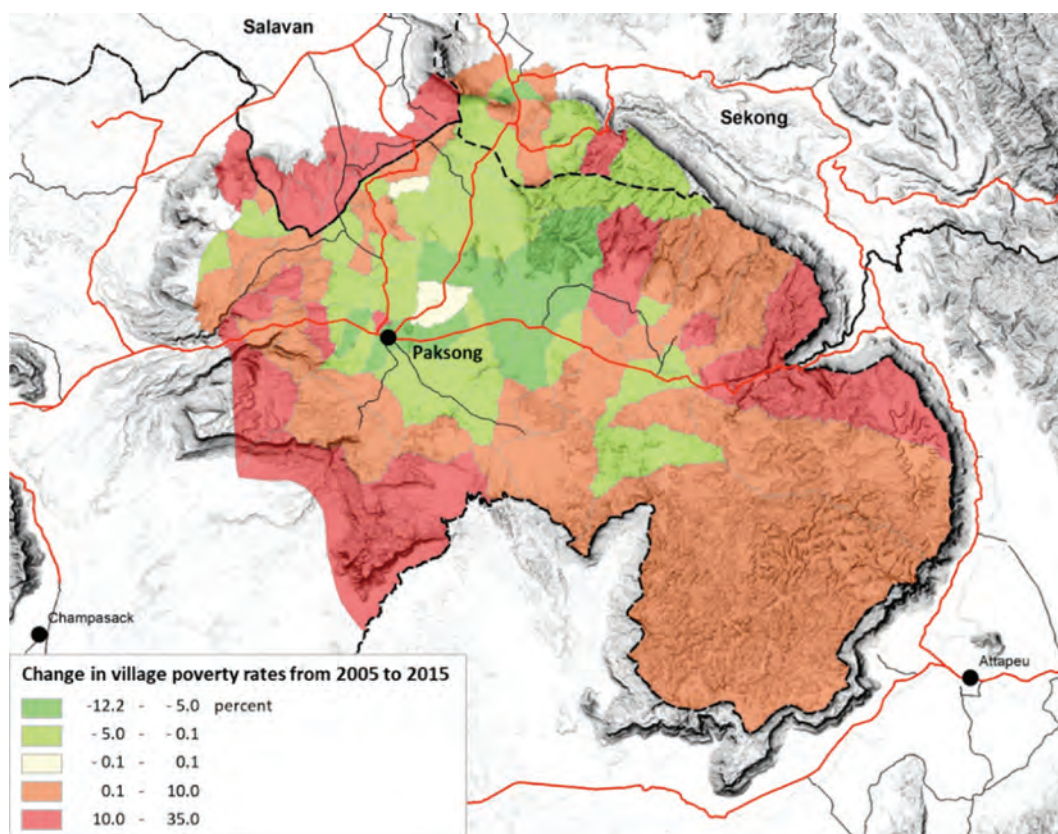 Salavan
Sekong
Paksong
Champasack
Attapeu
Change in village poverty rates from 2005 to 2015
-12.2 - - 5.0 percent
- 5.0 - - 0.1
- 0.1 - 0.1
0.1 - 10.0
10.0 - 35.0